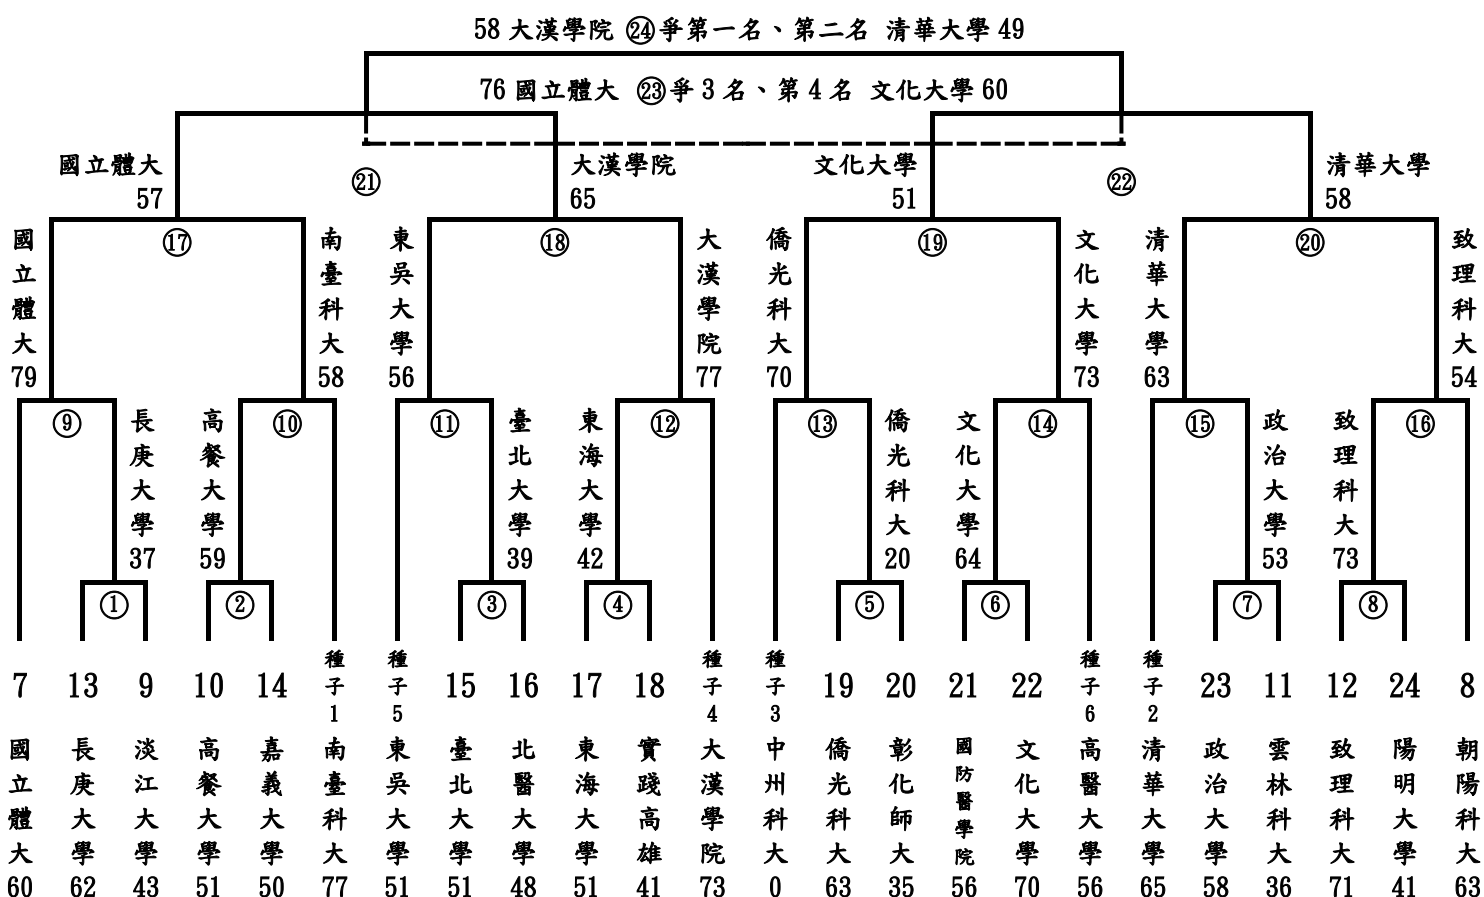 58 大漢學院 ㉔爭第一名、第二名 清華大學 49
76 國立體大 ㉓爭 3 名、第 4 名 文化大學 60
國立體大 57
㉑
大漢學院 65
文化大學 51
㉒
清華大學 58
國立體大 79
⑰
南臺科大 58
東吳大學 56
⑱
大漢學院 77
僑光科大 70
⑲
文化大學 73
清華大學 63
⑳
致理科大 54
⑨
長庚大學 37
高餐大學 59
⑩
⑪
臺北大學 39
東海大學 42
⑫
⑬
僑光科大 20
文化大學 64
⑭
⑮
政治大學 53
致理科大 73
⑯
① ② ③ ④ ⑤ ⑥ ⑦ ⑧
7 國立體大 60
13 長庚大學 62
9 淡江大學 43
10 高餐大學 51
14 嘉義大學 50
種子1 南臺科大 77
種子5 東吳大學 51
15 臺北大學 51
16 北醫大學 48
17 東海大學 51
18 實踐高雄 41
種子4 大漢學院 73
種子3 中州科大 0
19 僑光科大 63
20 彰化師大 35
21 國防醫學院 56
22 文化大學 70
種子6 高醫大學 56
種子2 清華大學 65
23 政治大學 58
11 雲林科大 36
12 致理科大 71
24 陽明大學 41
8 朝陽科大 63